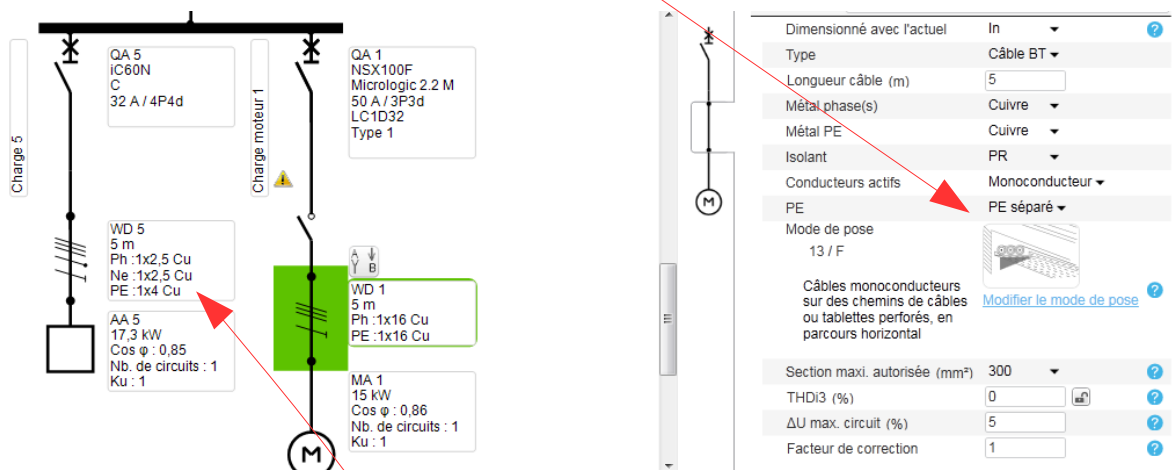 Charge 5
QA 5
iC60N
C
32 A / 4P4d
WD 5
5 m
Ph :1x2,5 Cu
Ne :1x2,5 Cu
PE :1x4 Cu
AA 5
17,3 kW
Cos φ : 0,85
Nb. de circuits : 1
Ku : 1
Charge moteur 1
QA 1
NSX100F
Micrologic 2.2 M
50 A / 3P3d
LC1D32
Type 1
A
B
WD 1
5 m
Ph :1x16 Cu
PE :1x16 Cu
MA 1
15 kW
Cos φ : 0,86
Nb. de circuits : 1
Ku : 1
M
M
Dimensionné avec l'actuel In ?
Type Câble BT
Longueur câble (m) 5
Métal phase(s) Cuivre
Métal PE Cuivre
Isolant PR
Conducteurs actifs Monoconducteur
PE PE séparé
Mode de pose
13 / F
Câbles monoconducteurs
sur des chemins de câbles
ou tablettes perforés, en
parcours horizontal
Modifier le mode de pose ?
Section maxi. autorisée (mm²) 300 ?
THDi3 (%) 0 ?
ΔU max. circuit (%) 5 ?
Facteur de correction 1 ?